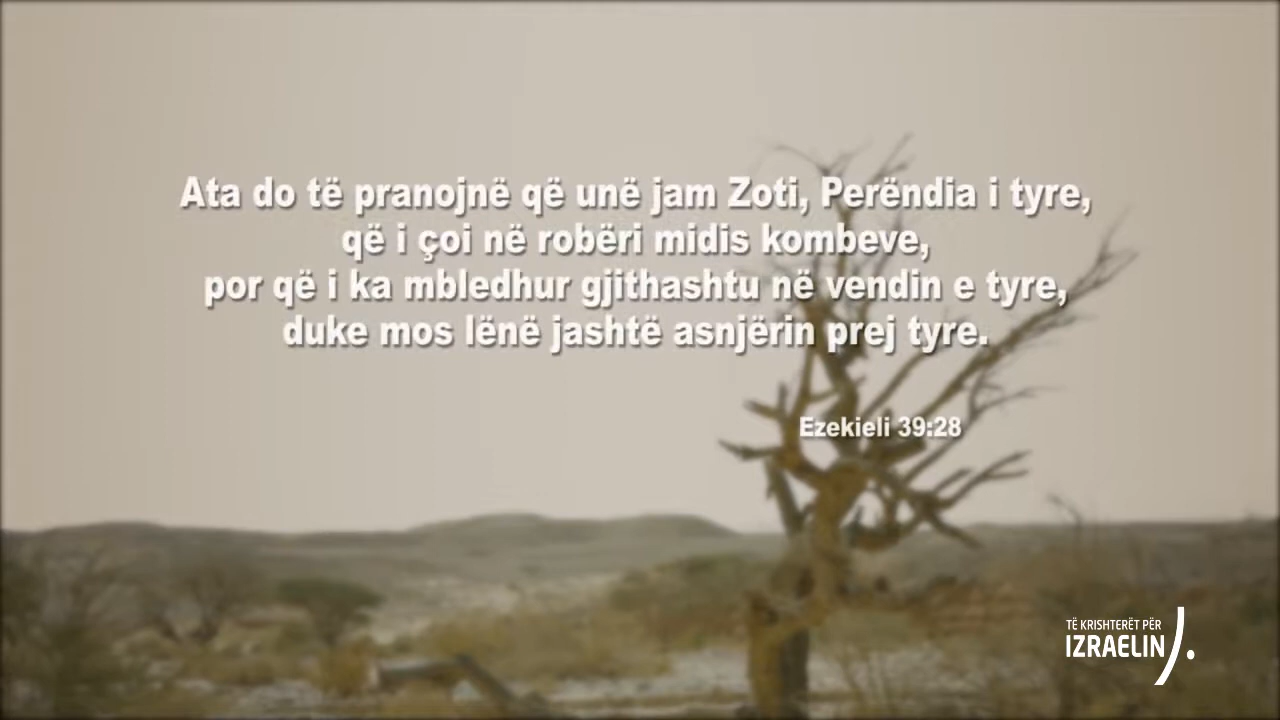 Ata do të pranojnë që unë jam Zoti, Perëndia i tyre,
që i çoi në robëri midis kombeve,
por që i ka mbledhur gjithashtu në vendin e tyre,
duke mos lënë jashtë asnjërin prej tyre.
Ezekieli 39:28
TË KRISHTERËT PËR
IZRAELIN